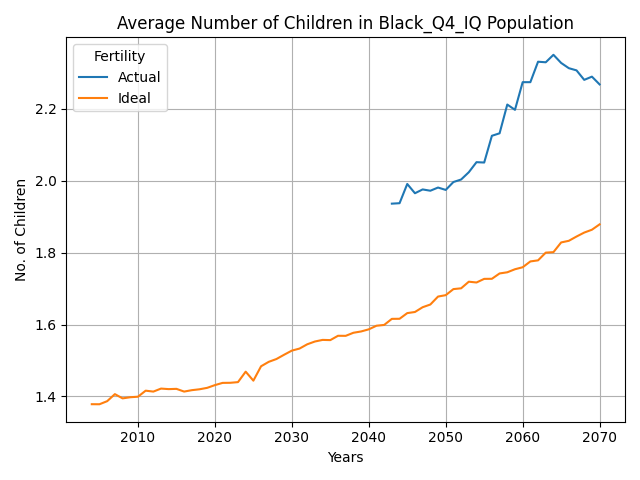 Average Number of Children in Black_Q4_IQ Population
Fertility
Actual
Ideal
No. of Children
2.2
2.0
1.8
1.6
1.4
2010 2020 2030 2040 2050 2060 2070
Years